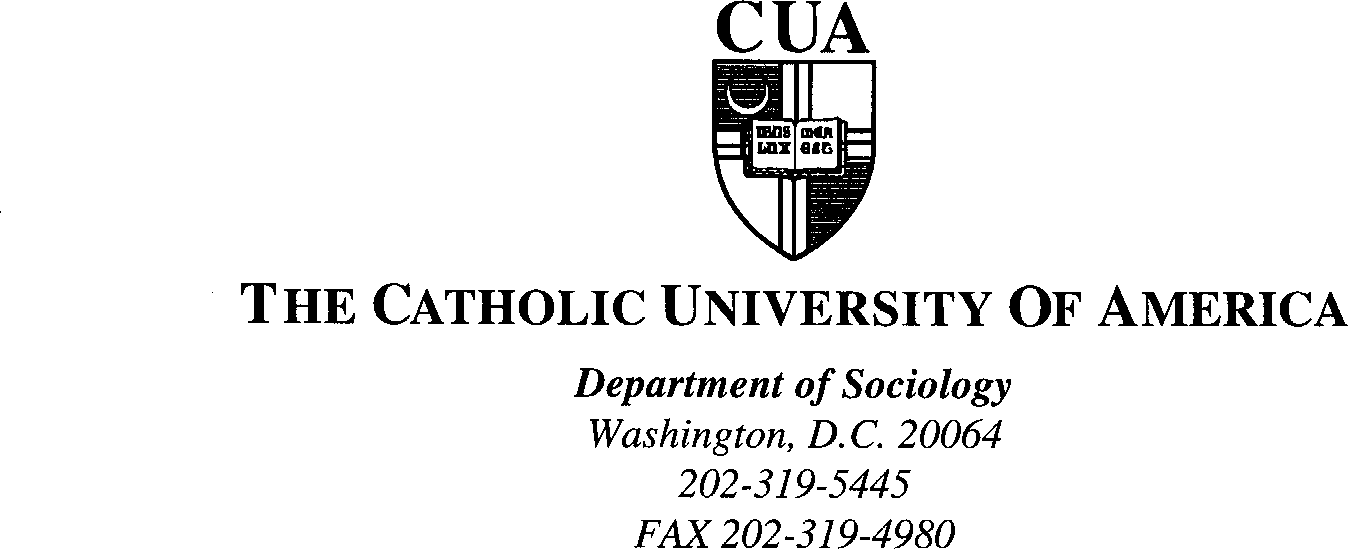 CUA
THE CATHOLIC UNIVERSITY OF AMERICA
Department of Sociology
Washington, D.C. 20064
202-319-5445
FAX 202-319-4980